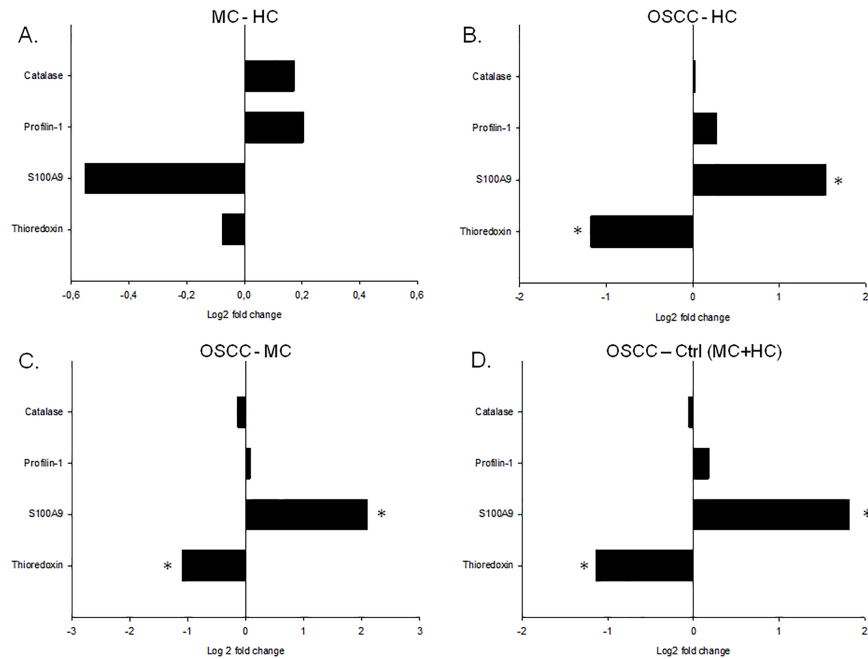 A.
MC - HC
Catalase
Profilin-1
S100A9
Thioredoxin
-0,6 -0,4 -0,2 0,0 0,2 0,4 0,6
Log2 fold change
B.
OSCC - HC
Catalase
Profilin-1
S100A9
*
Thioredoxin
*
-2 -1 0 1 2
Log2 fold change
C.
OSCC - MC
Catalase
Profilin-1
S100A9
*
Thioredoxin
*
-3 -2 -1 0 1 2 3
Log 2 fold change
D.
OSCC – Ctrl (MC+HC)
Catalase
Profilin-1
S100A9
*
Thioredoxin
*
-2 -1 0 1 2
Log2 fold change